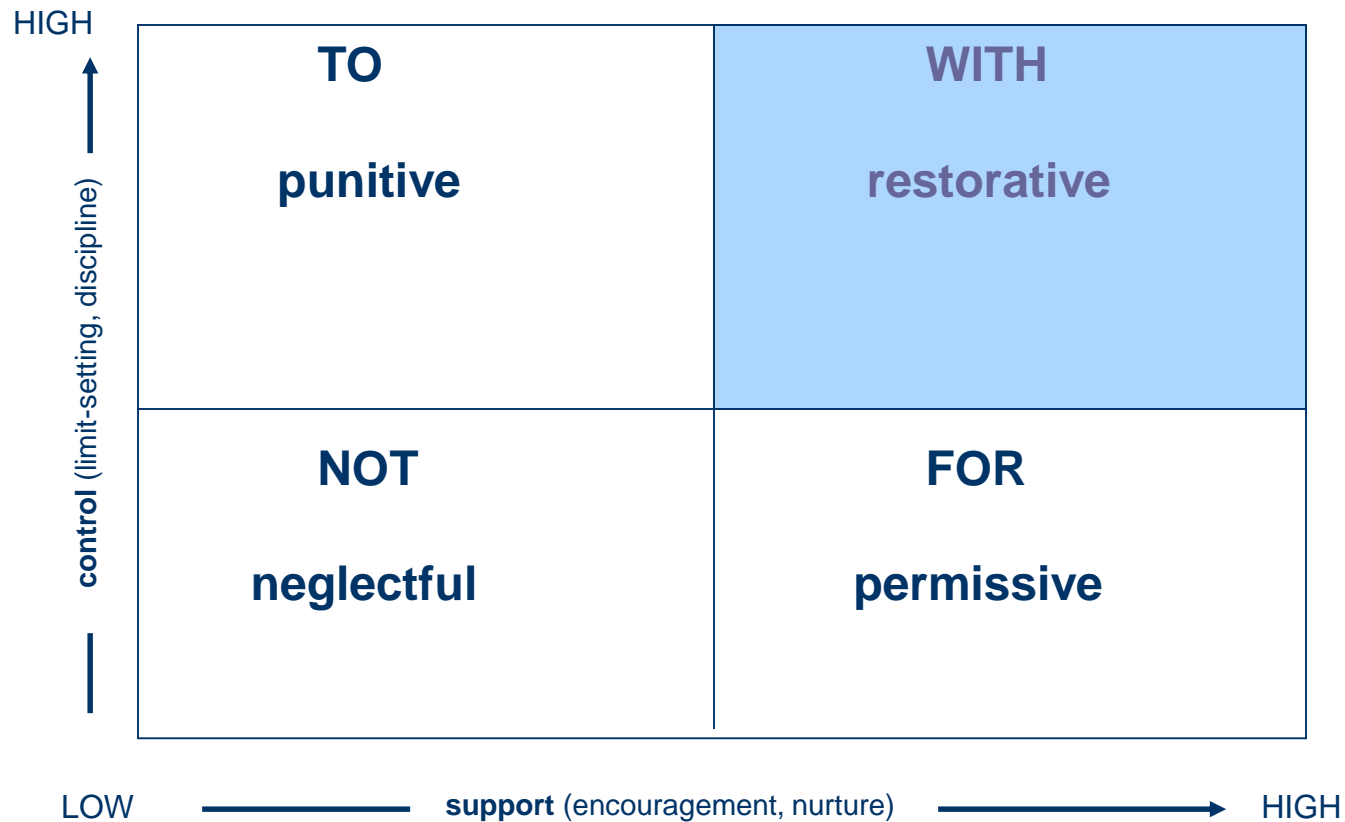 HIGH
TO
WITH
punitive
restorative
control (limit-setting, discipline)
NOT
FOR
neglectful
permissive
LOW
support (encouragement, nurture)
HIGH